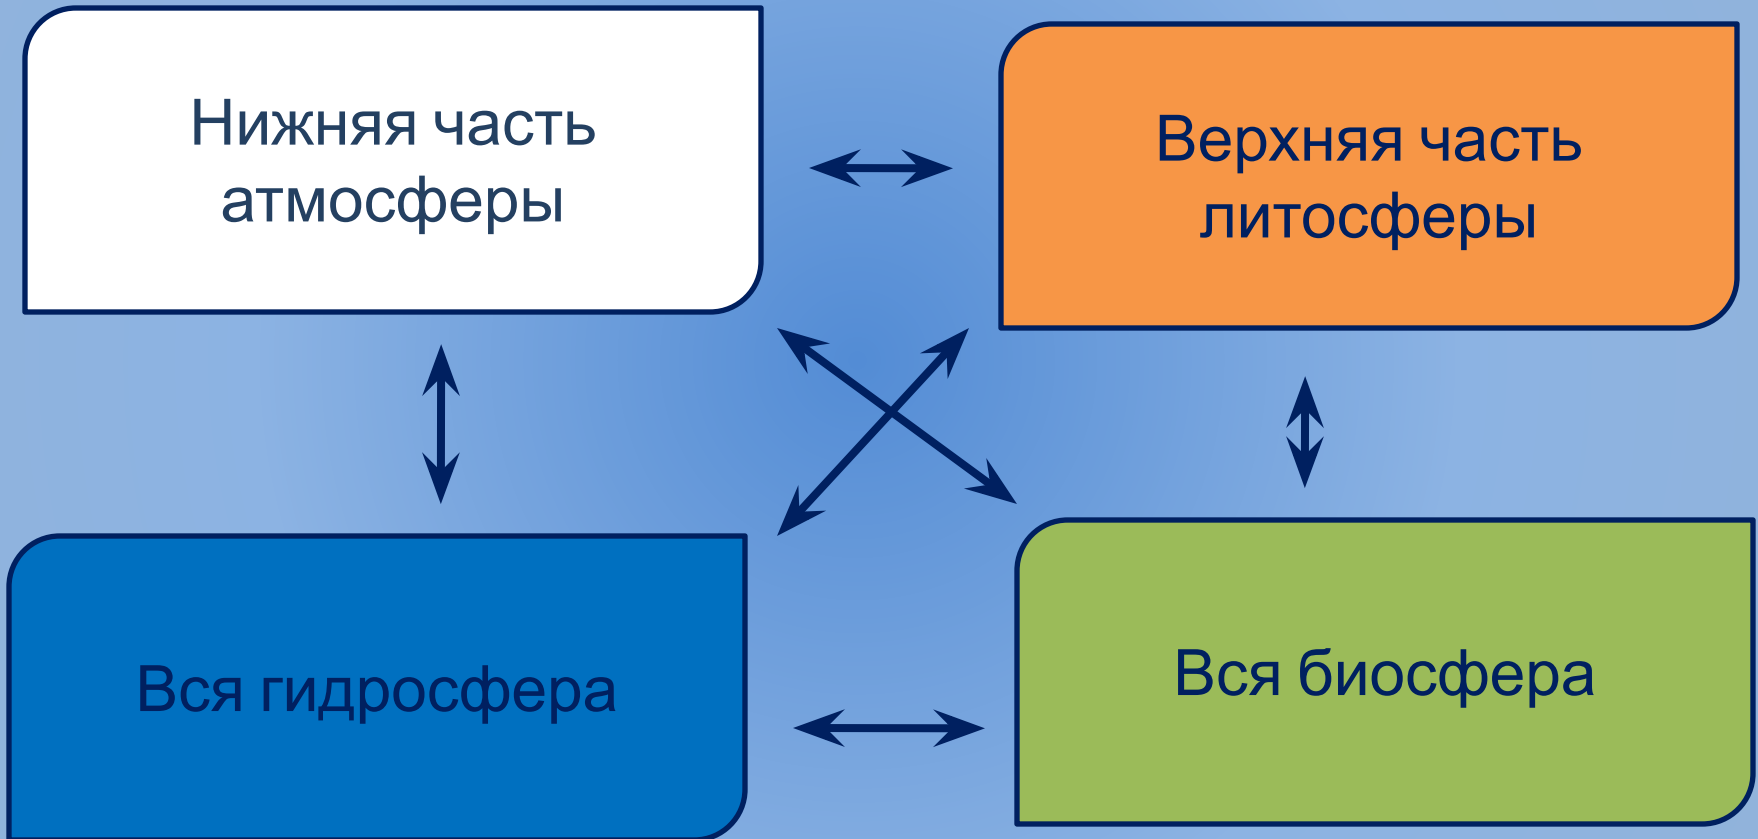 Нижняя часть
атмосферы
Верхняя часть
литосферы
Вся гидросфера
Вся биосфера